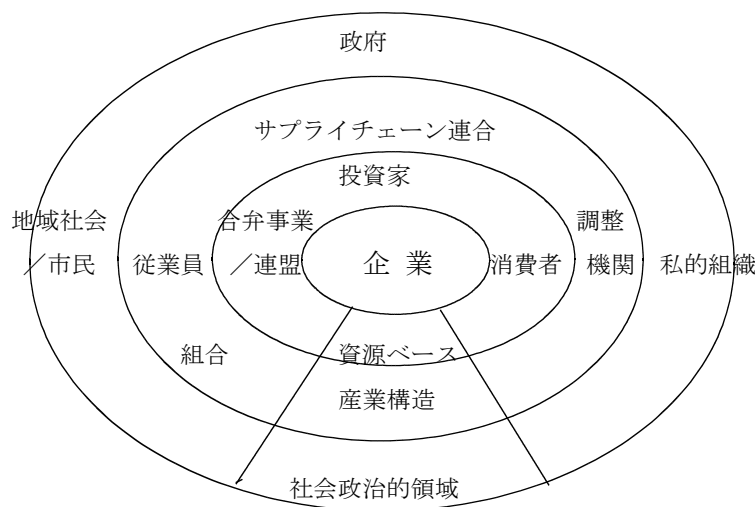 政府
サプライチェーン連合
投資家
地域社会
／市民
従業員
合弁事業
／連盟
企 業
消費者
調整
機関
私的組織
組合
資源ベース
産業構造
社会政治的領域